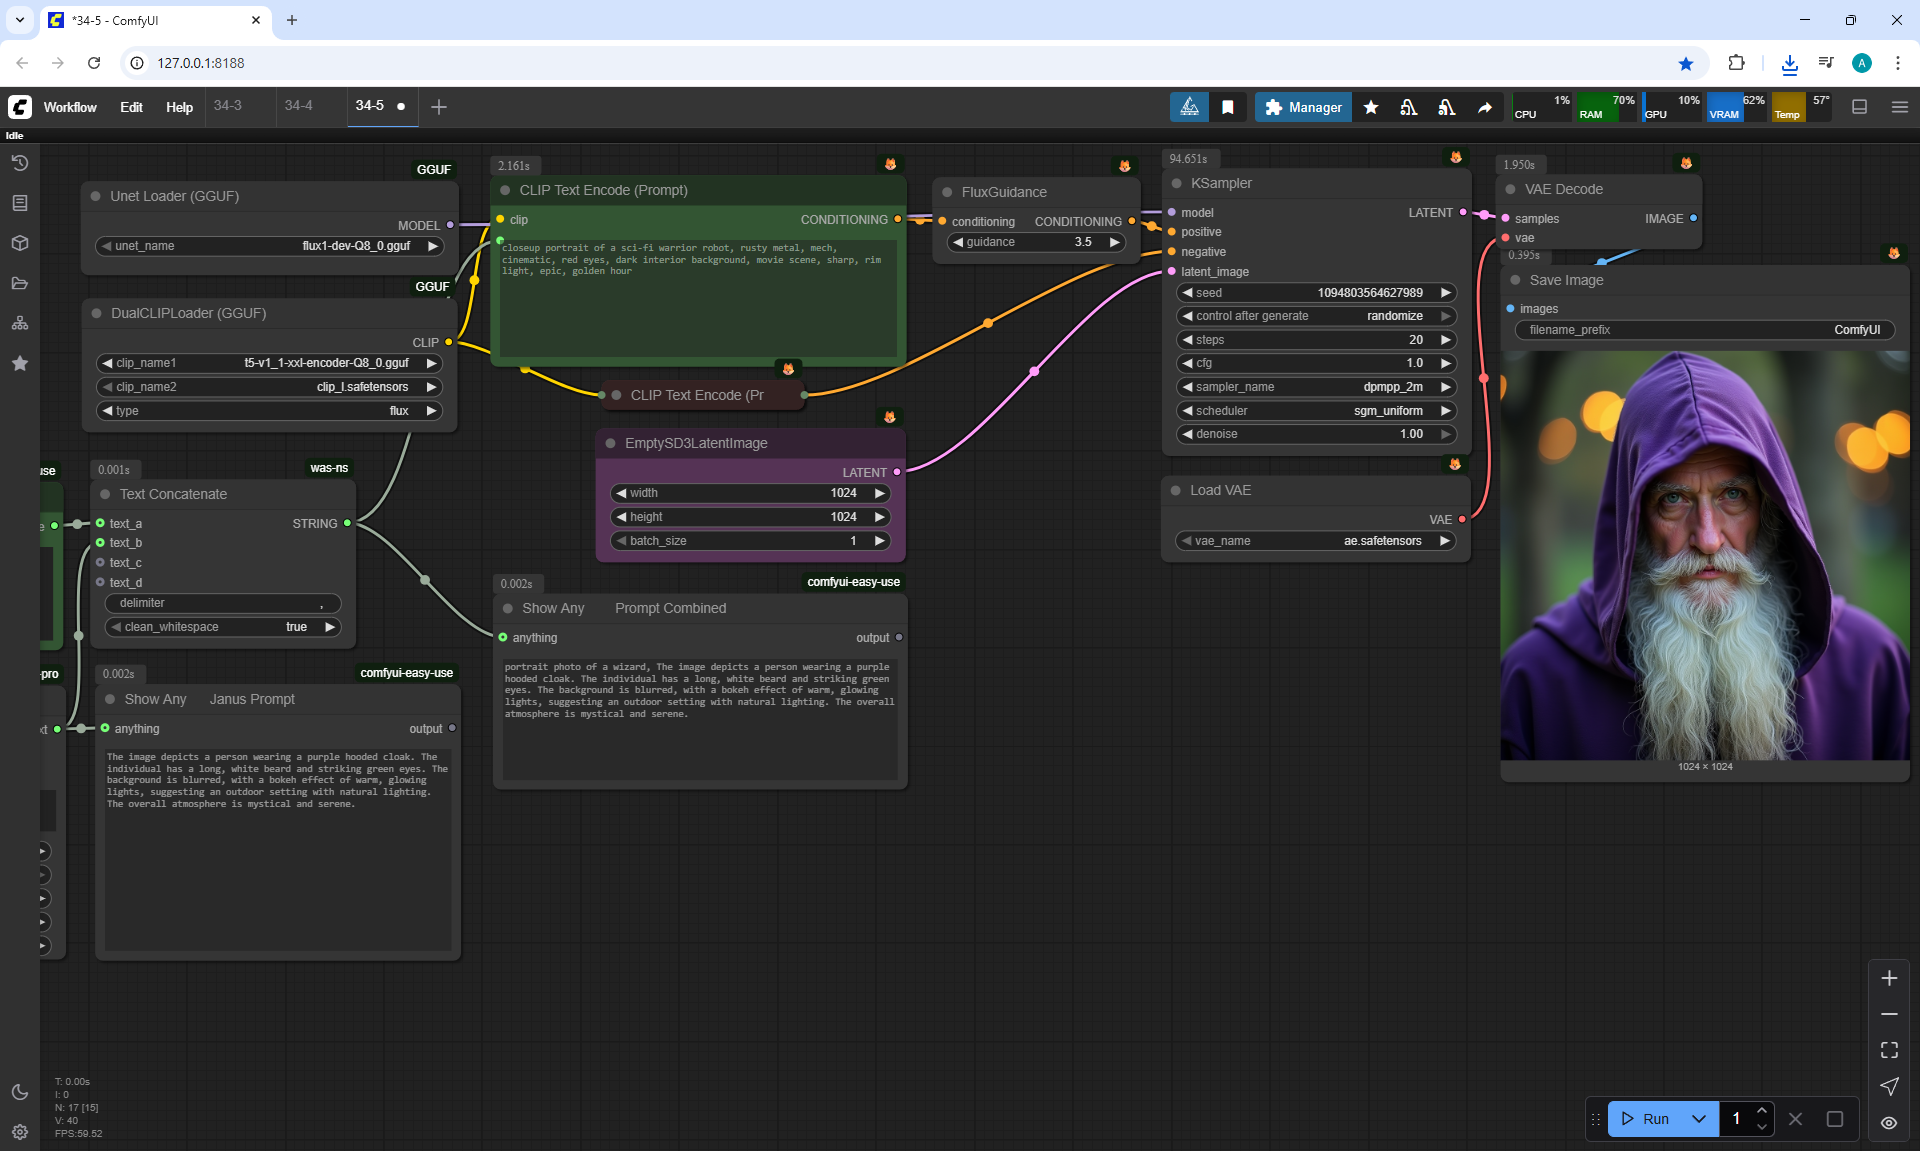 *34-5 - ComfyUI
127.0.0.1:8188
A
Workflow
Edit
Help
34-3
34-4
34-5
Manager
CPU
1%
RAM
70%
GPU
10%
VRAM
62%
Temp
57°
Idle
GGUF
Unet Loader (GGUF)
MODEL
unet_name
flux1-dev-Q8_0.gguf
GGUF
DualCLIPLoader (GGUF)
CLIP
clip_name1
t5-v1_1-xxl-encoder-Q8_0.gguf
clip_name2
clip_l.safetensors
type
flux
2.161s
CLIP Text Encode (Prompt)
clip
CONDITIONING
closeup portrait of a sci-fi warrior robot, rusty metal, mech,
cinematic, red eyes, dark interior background, movie scene, sharp, rim
light, epic, golden hour
CLIP Text Encode (Pr
EmptySD3LatentImage
LATENT
width
1024
height
1024
batch_size
1
FluxGuidance
conditioning
CONDITIONING
guidance
3.5
94.651s
KSampler
model
LATENT
positive
negative
latent_image
seed
1094803564627989
control after generate
randomize
steps
20
cfg
1.0
sampler_name
dpmpp_2m
scheduler
sgm_uniform
denoise
1.00
Load VAE
VAE
vae_name
ae.safetensors
1.950s
VAE Decode
samples
IMAGE
vae
0.395s
Save Image
images
filename_prefix
ComfyUI
1024 × 1024
use
e
0.001s
was-ns
Text Concatenate
text_a
STRING
text_b
text_c
text_d
delimiter
,
clean_whitespace
true
-pro
xt
0.002s
comfyui-easy-use
Show Any
Janus Prompt
anything
output
The image depicts a person wearing a purple hooded cloak. The
individual has a long, white beard and striking green eyes. The
background is blurred, with a bokeh effect of warm, glowing
lights, suggesting an outdoor setting with natural lighting.
The overall atmosphere is mystical and serene.
0.002s
comfyui-easy-use
Show Any
Prompt Combined
anything
output
portrait photo of a wizard, The image depicts a person wearing a purple
hooded cloak. The individual has a long, white beard and striking green
eyes. The background is blurred, with a bokeh effect of warm, glowing
lights, suggesting an outdoor setting with natural lighting. The overall
atmosphere is mystical and serene.
T: 0.00s
I: 0
N: 17 [15]
V: 40
FPS:59.52
Run
1